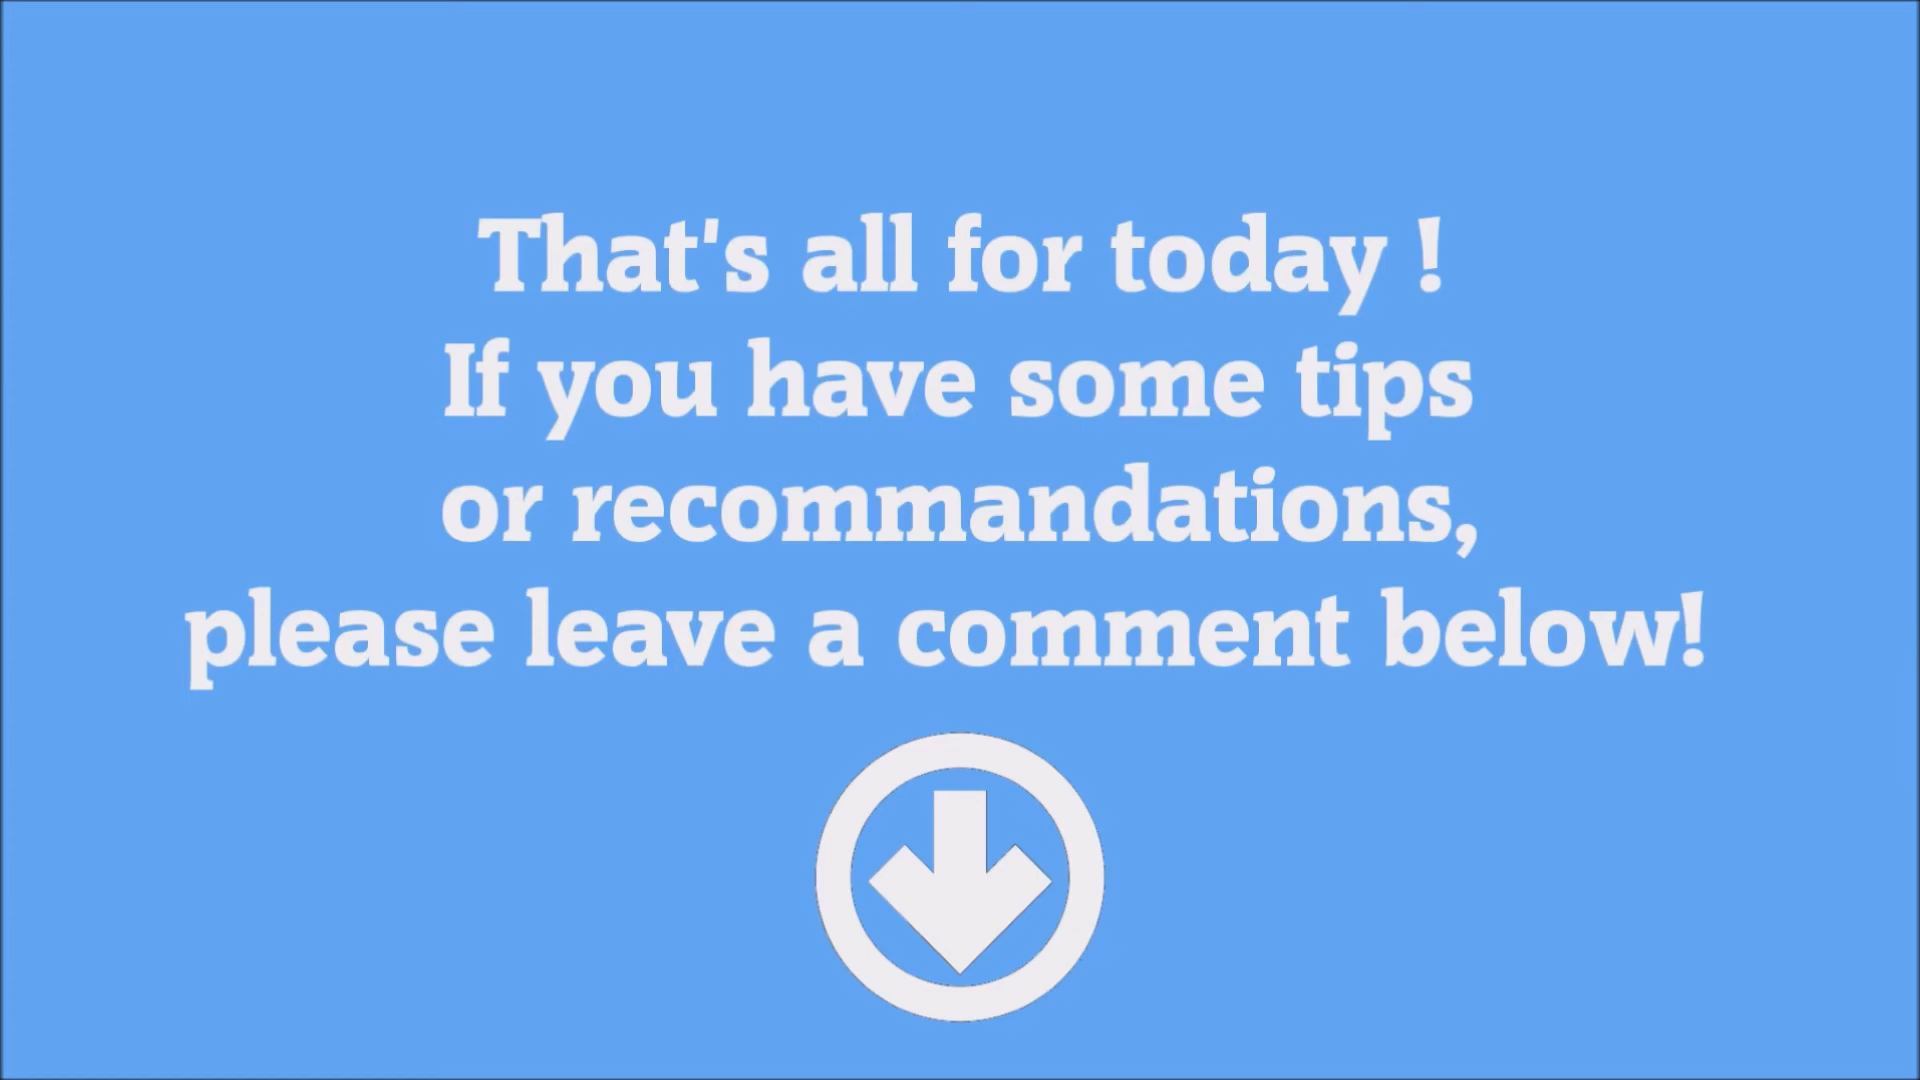 That's all for today !
If you have some tips
or recommandations,
please leave a comment below!